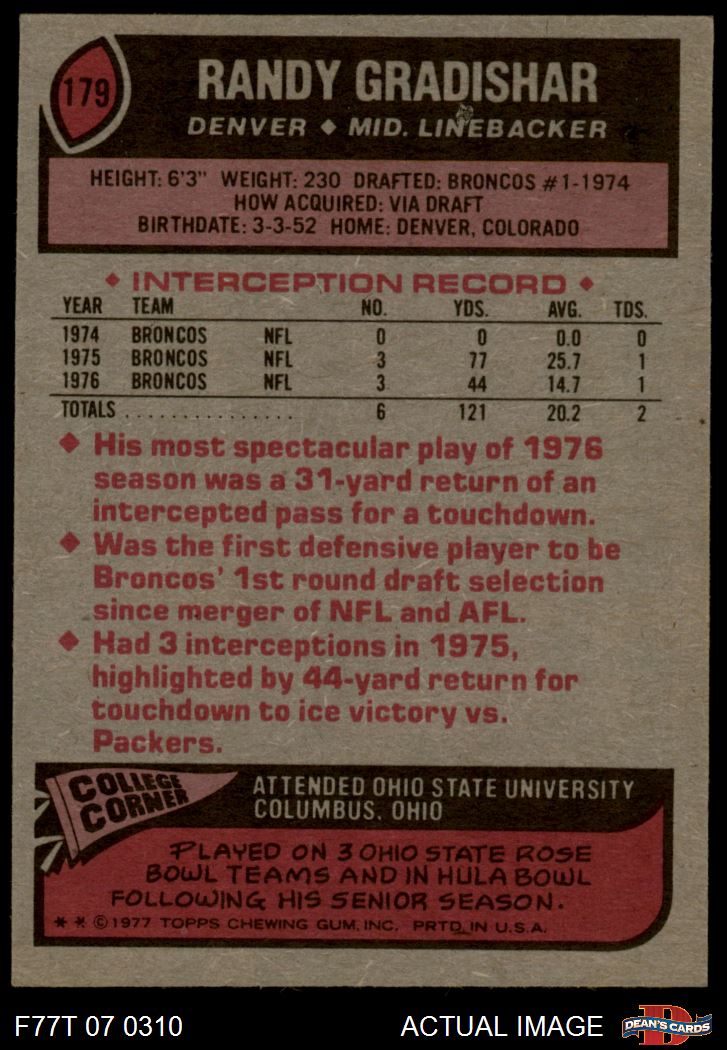 179
RANDY GRADISHAR
DENVER ◆ MID. LINEBACKER
HEIGHT: 6'3" WEIGHT: 230 DRAFTED: BRONCOS #1-1974
HOW ACQUIRED: VIA DRAFT
BIRTHDATE: 3-3-52 HOME: DENVER, COLORADO
◆ INTERCEPTION RECORD ◆
YEAR TEAM NO. YDS. AVG. TDS.
1974 BRONCOS NFL 0 0 0.0 0
1975 BRONCOS NFL 3 77 25.7 1
1976 BRONCOS NFL 3 44 14.7 1
TOTALS . . . . . . . . . . . . . . . 6 121 20.2 2
◆ His most spectacular play of 1976
season was a 31-yard return of an
intercepted pass for a touchdown.
◆ Was the first defensive player to be
Broncos' 1st round draft selection
since merger of NFL and AFL.
◆ Had 3 interceptions in 1975,
highlighted by 44-yard return for
touchdown to ice victory vs.
Packers.
COLLEGE
CORNER
ATTENDED OHIO STATE UNIVERSITY
COLUMBUS, OHIO
PLAYED ON 3 OHIO STATE ROSE
BOWL TEAMS AND IN HULA BOWL
FOLLOWING HIS SENIOR SEASON.
* * © 1977 TOPPS CHEWING GUM, INC. PRTD. IN U.S.A.
F77T 07 0310 ACTUAL IMAGE
D
DEAN'S CARDS